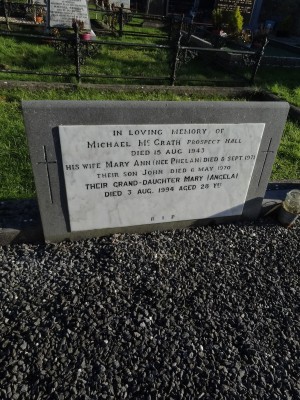 IN LOVING MEMORY OF
MICHAEL Mc GRATH PROSPECT HALL
DIED 15 AUG. 1943
HIS WIFE MARY ANN (NEE PHELAN) DIED 8 SEPT
THEIR SON JOHN DIED 6 MAY 1970
THEIR GRAND-DAUGHTER MARY (ANGELA)
DIED 3 AUG. 1994 AGED 28 YRS
R.I.P.